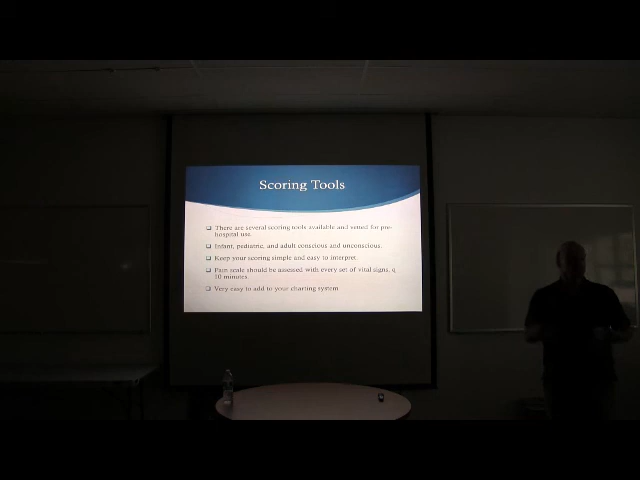 Scoring Tools
There are several scoring tools available and vetted for pre-
hospital use.
Infant, pediatric, and adult conscious and unconscious.
Keep your scoring simple and easy to interpret
Pain scale should be assessed with every set of vital signs, q
10 minutes
Very easy to add to your charting system